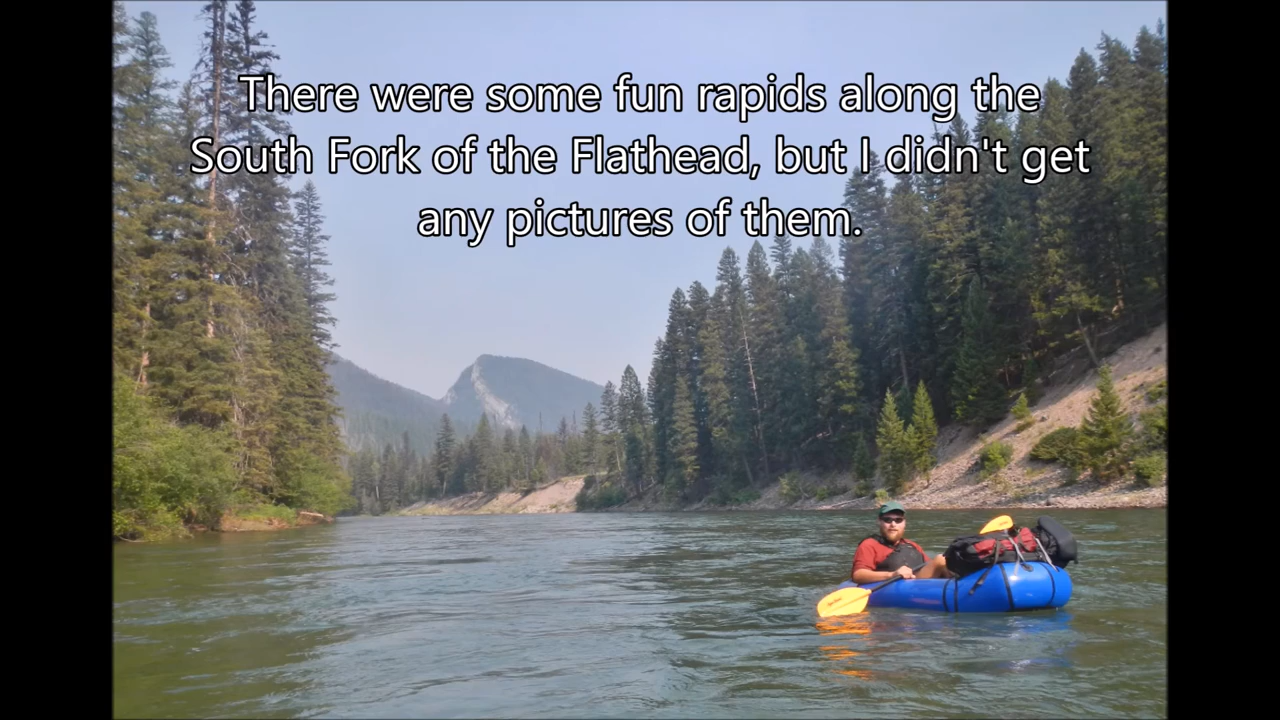 There were some fun rapids along the
South Fork of the Flathead, but I didn't get
any pictures of them.